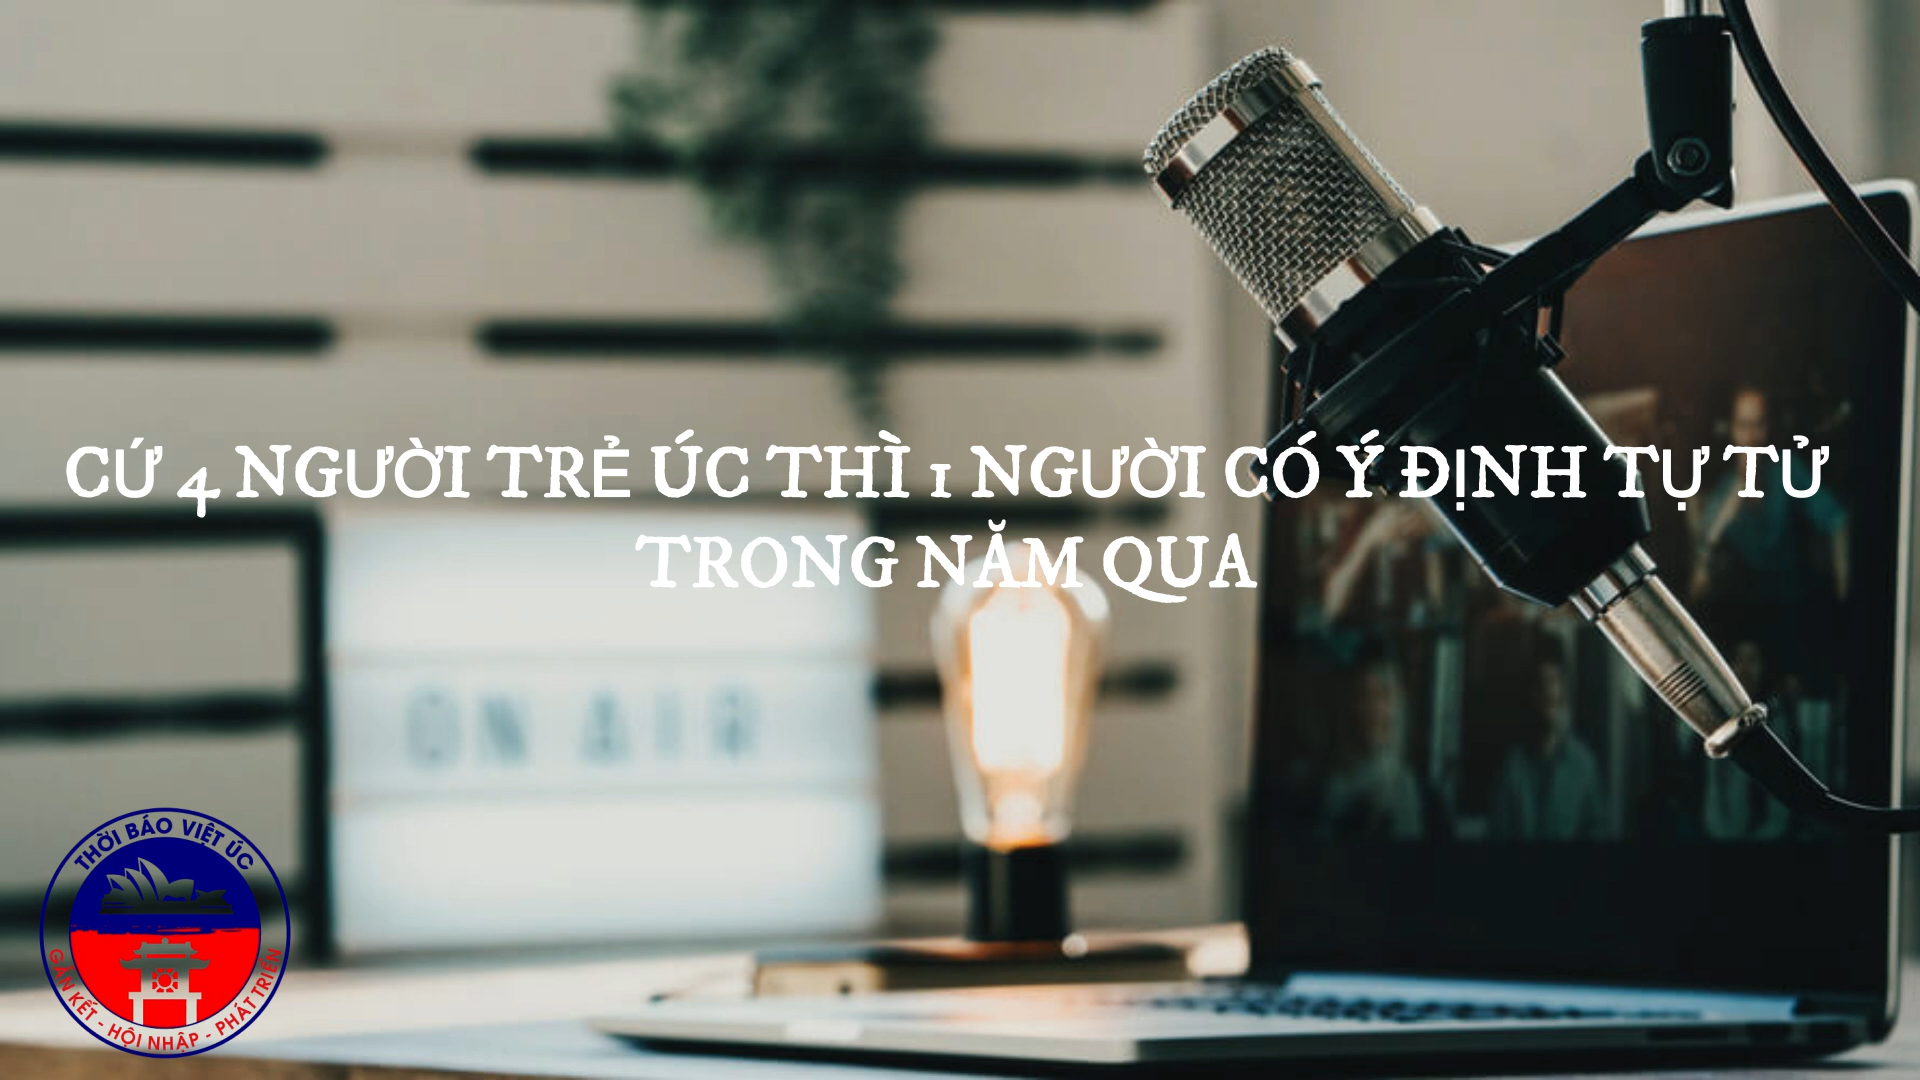 CỨ 4 NGƯỜI TRẺ ÚC THÌ 1 NGƯỜI CÓ Ý ĐỊNH TỰ TỬ
TRONG NĂM QUA
ON AIR
THỜI BÁO VIỆT ÚC
GẮN KẾT - HỘI NHẬP - PHÁT TRIỂN